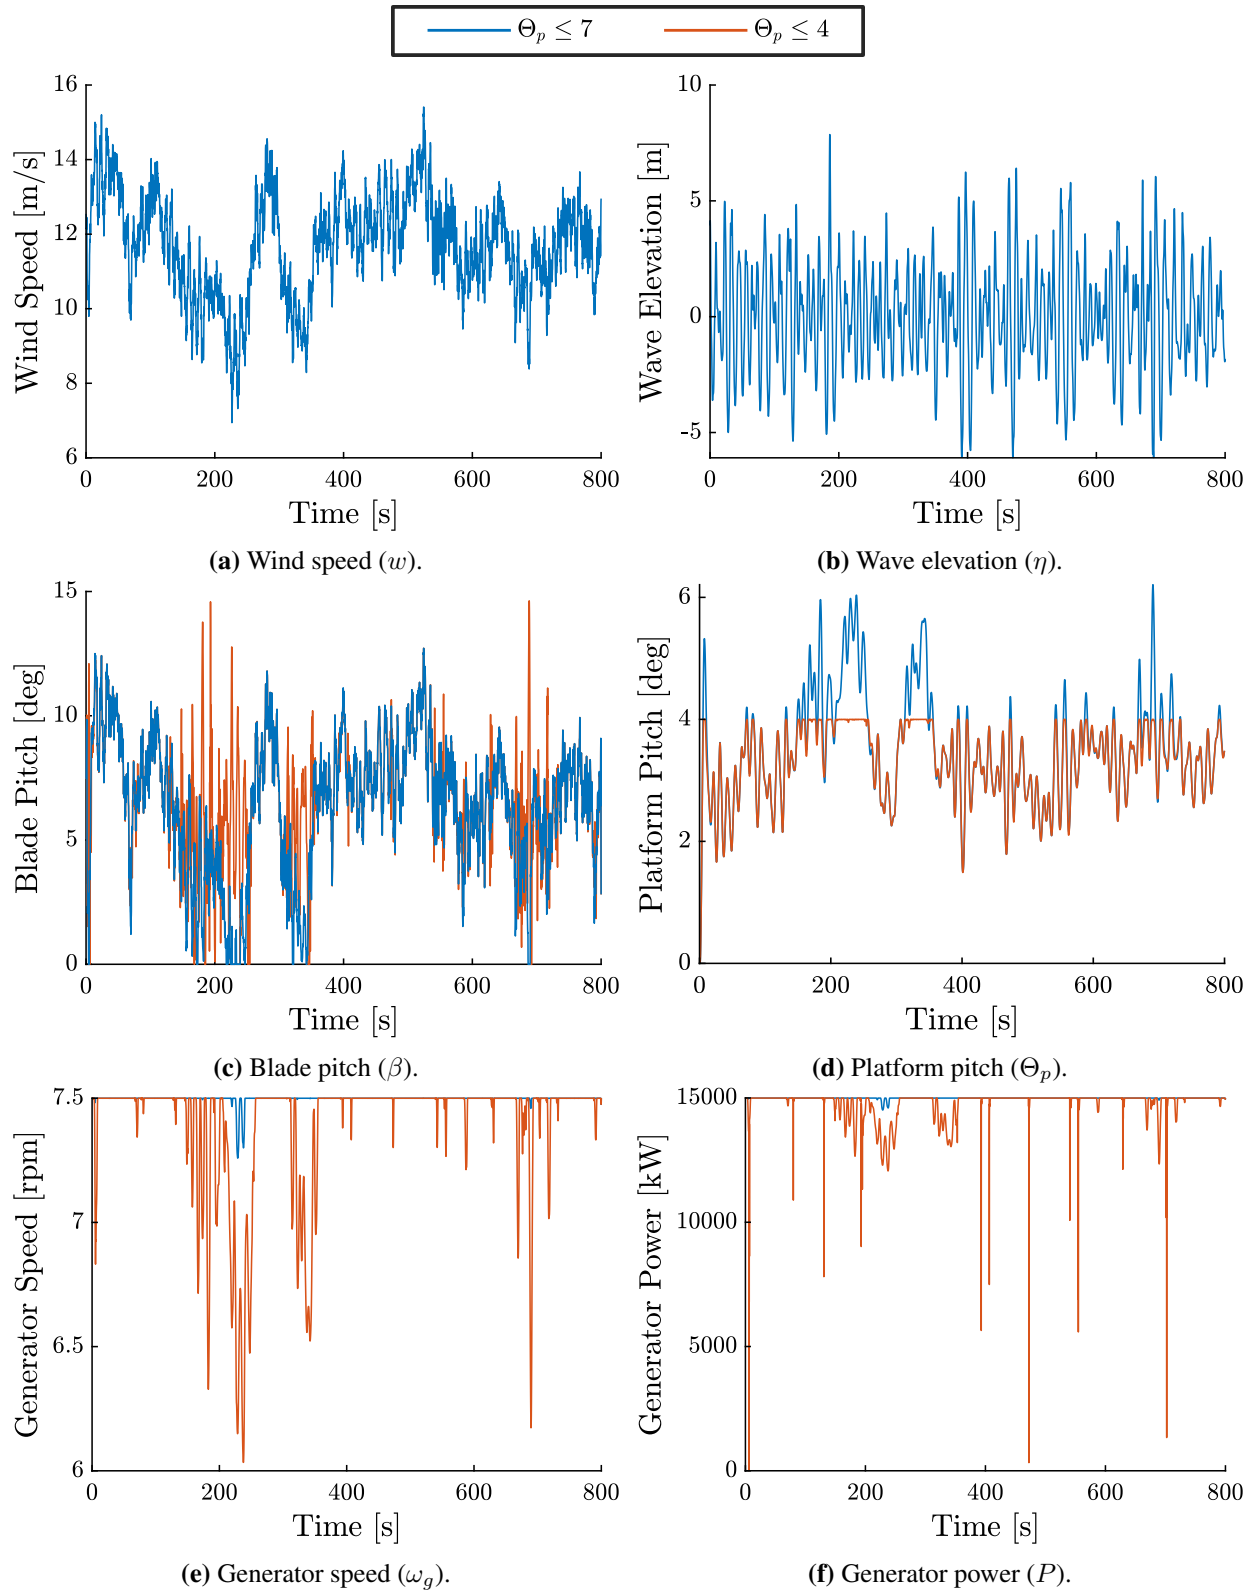 Θ_p ≤ 7    Θ_p ≤ 4
16
14
12
10
8
6
Wind Speed [m/s]
0 200 400 600 800
Time [s]
(a) Wind speed (w).
10
5
0
-5
Wave Elevation [m]
0 200 400 600 800
Time [s]
(b) Wave elevation (η).
15
10
5
0
Blade Pitch [deg]
0 200 400 600 800
Time [s]
(c) Blade pitch (β).
6
4
2
0
Platform Pitch [deg]
0 200 400 600 800
Time [s]
(d) Platform pitch (Θ_p).
7.5
7
6.5
6
Generator Speed [rpm]
0 200 400 600 800
Time [s]
(e) Generator speed (ω_g).
15000
10000
5000
0
Generator Power [kW]
0 200 400 600 800
Time [s]
(f) Generator power (P).